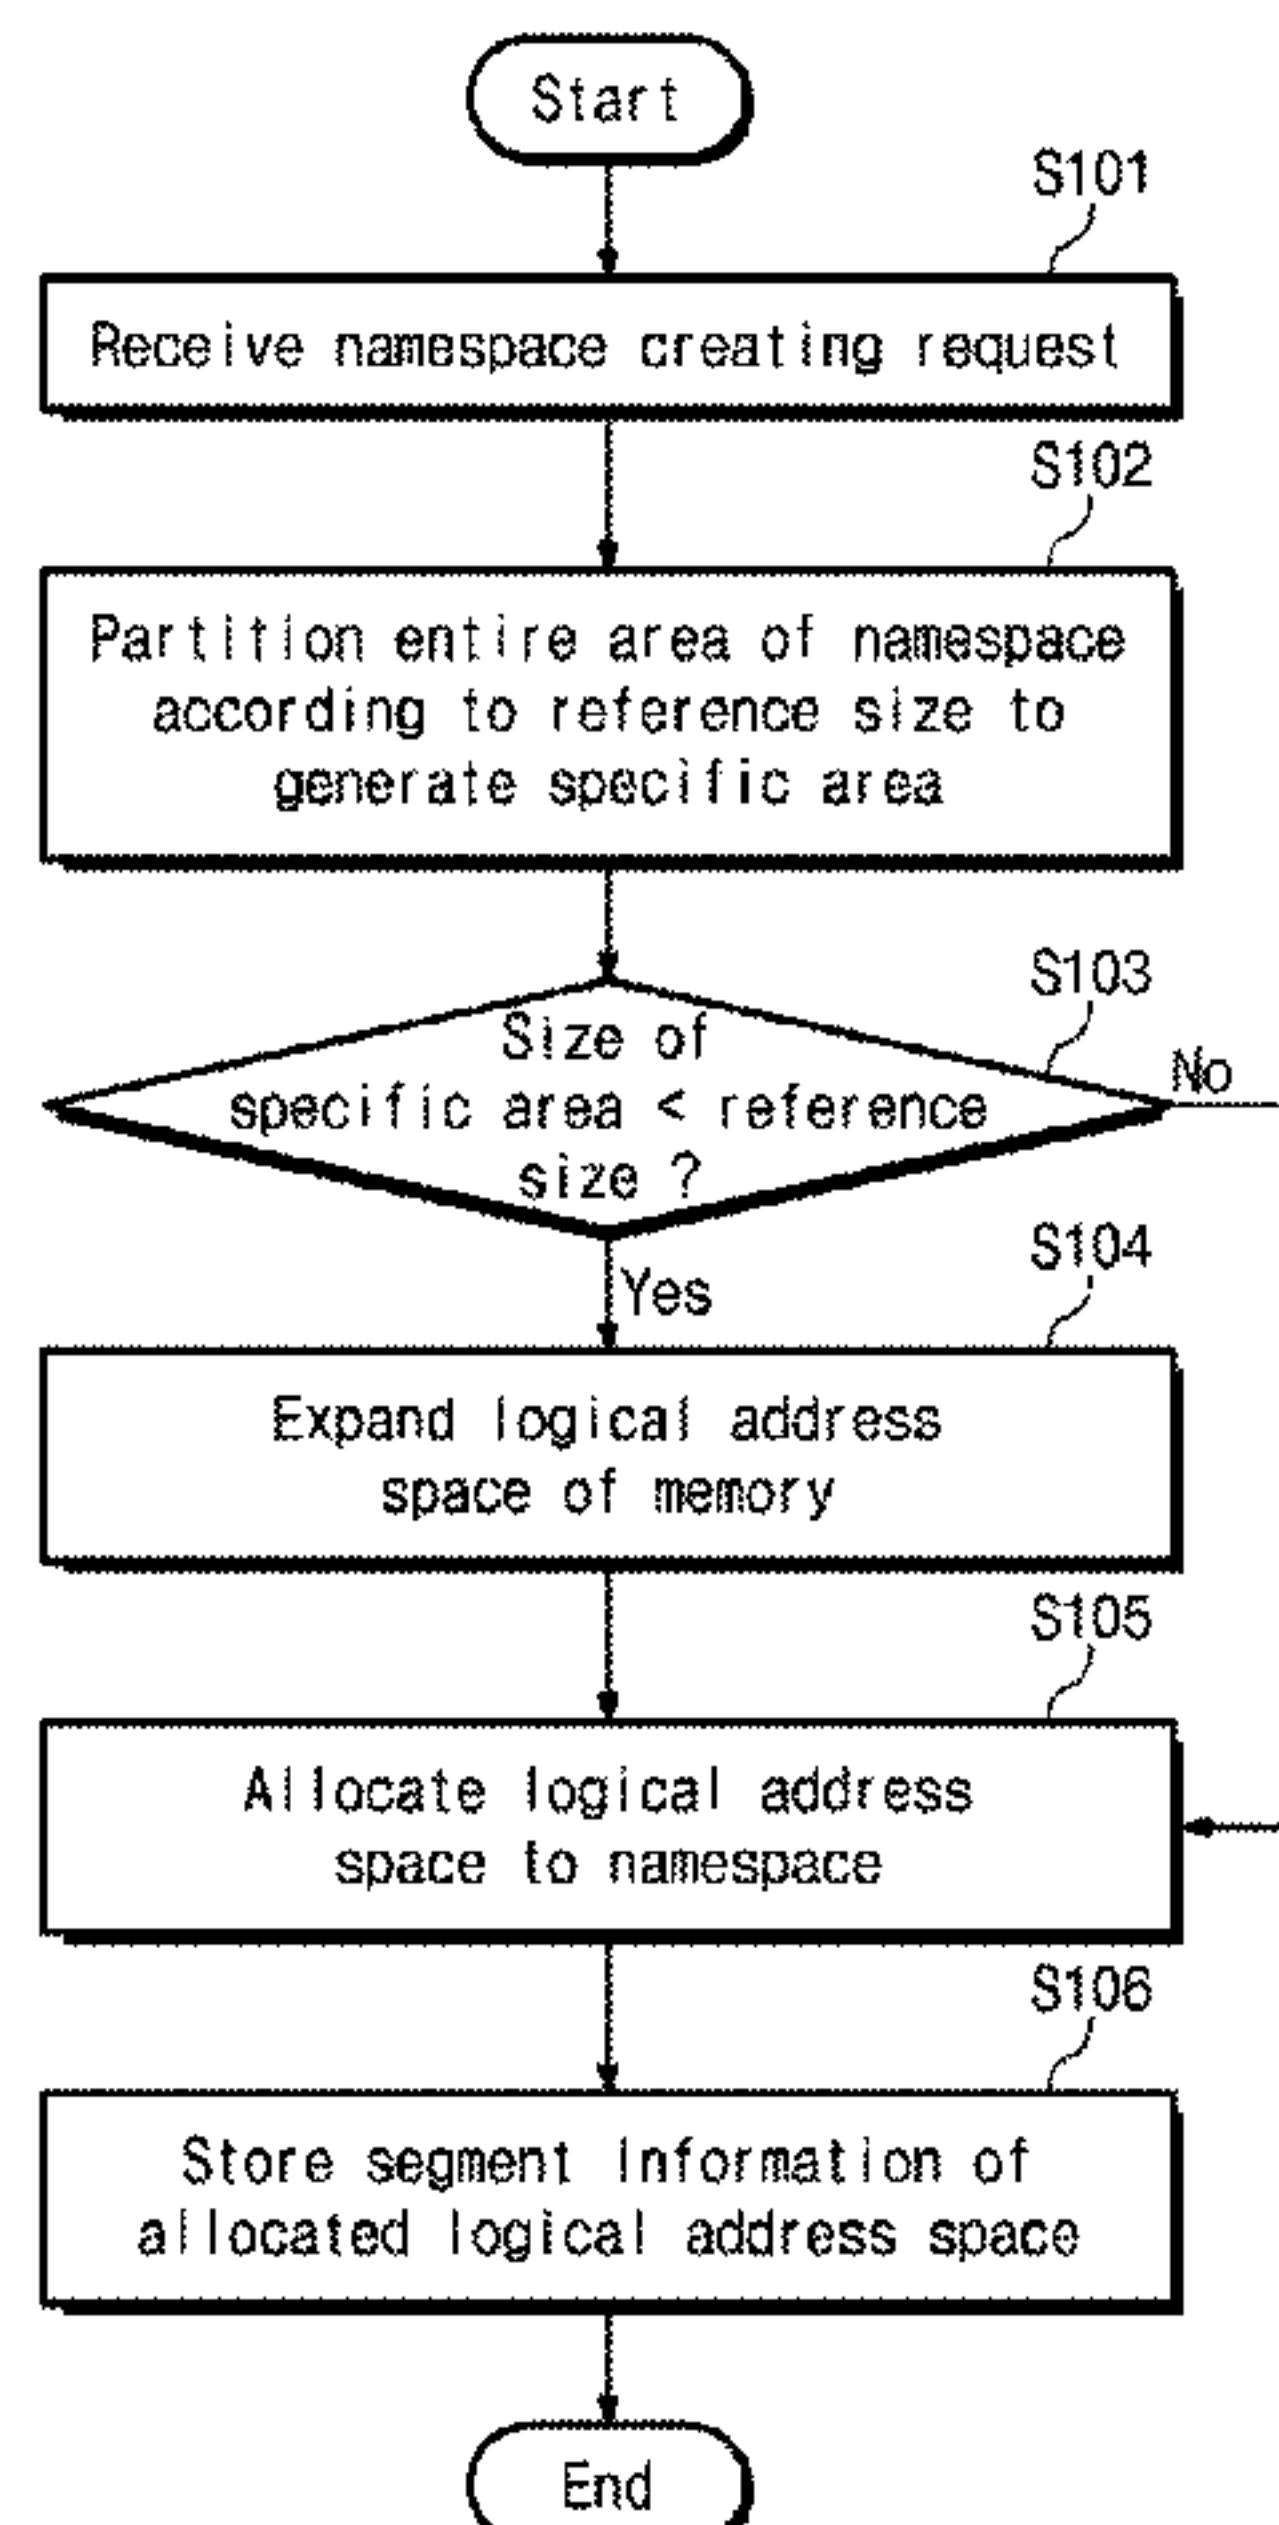 Start
S101
Receive namespace creating request
S102
Partition entire area of namespace
according to reference size to
generate specific area
S103
Size of
specific area < reference
size ?
No
Yes
S104
Expand logical address
space of memory
S105
Allocate logical address
space to namespace
S106
Store segment information of
allocated logical address space
End